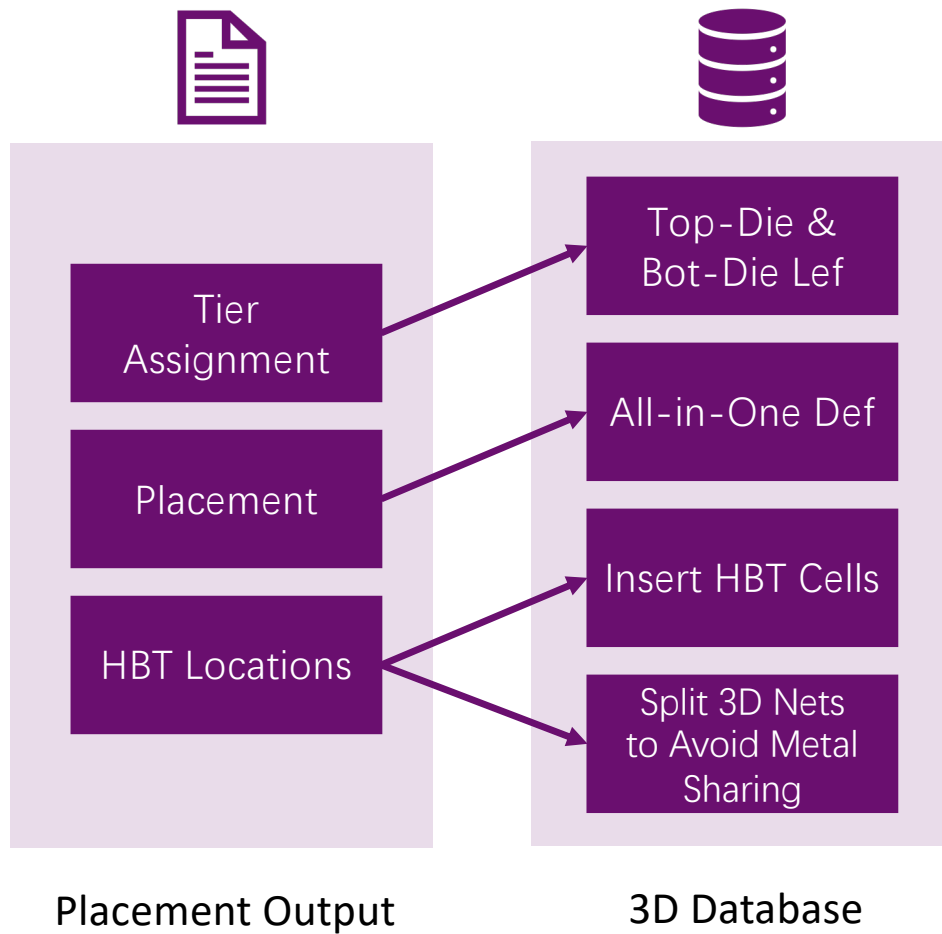 Tier
Assignment
Placement
HBT Locations
Placement Output
Top-Die &
Bot-Die Lef
All-in-One Def
Insert HBT Cells
Split 3D Nets
to Avoid Metal
Sharing
3D Database